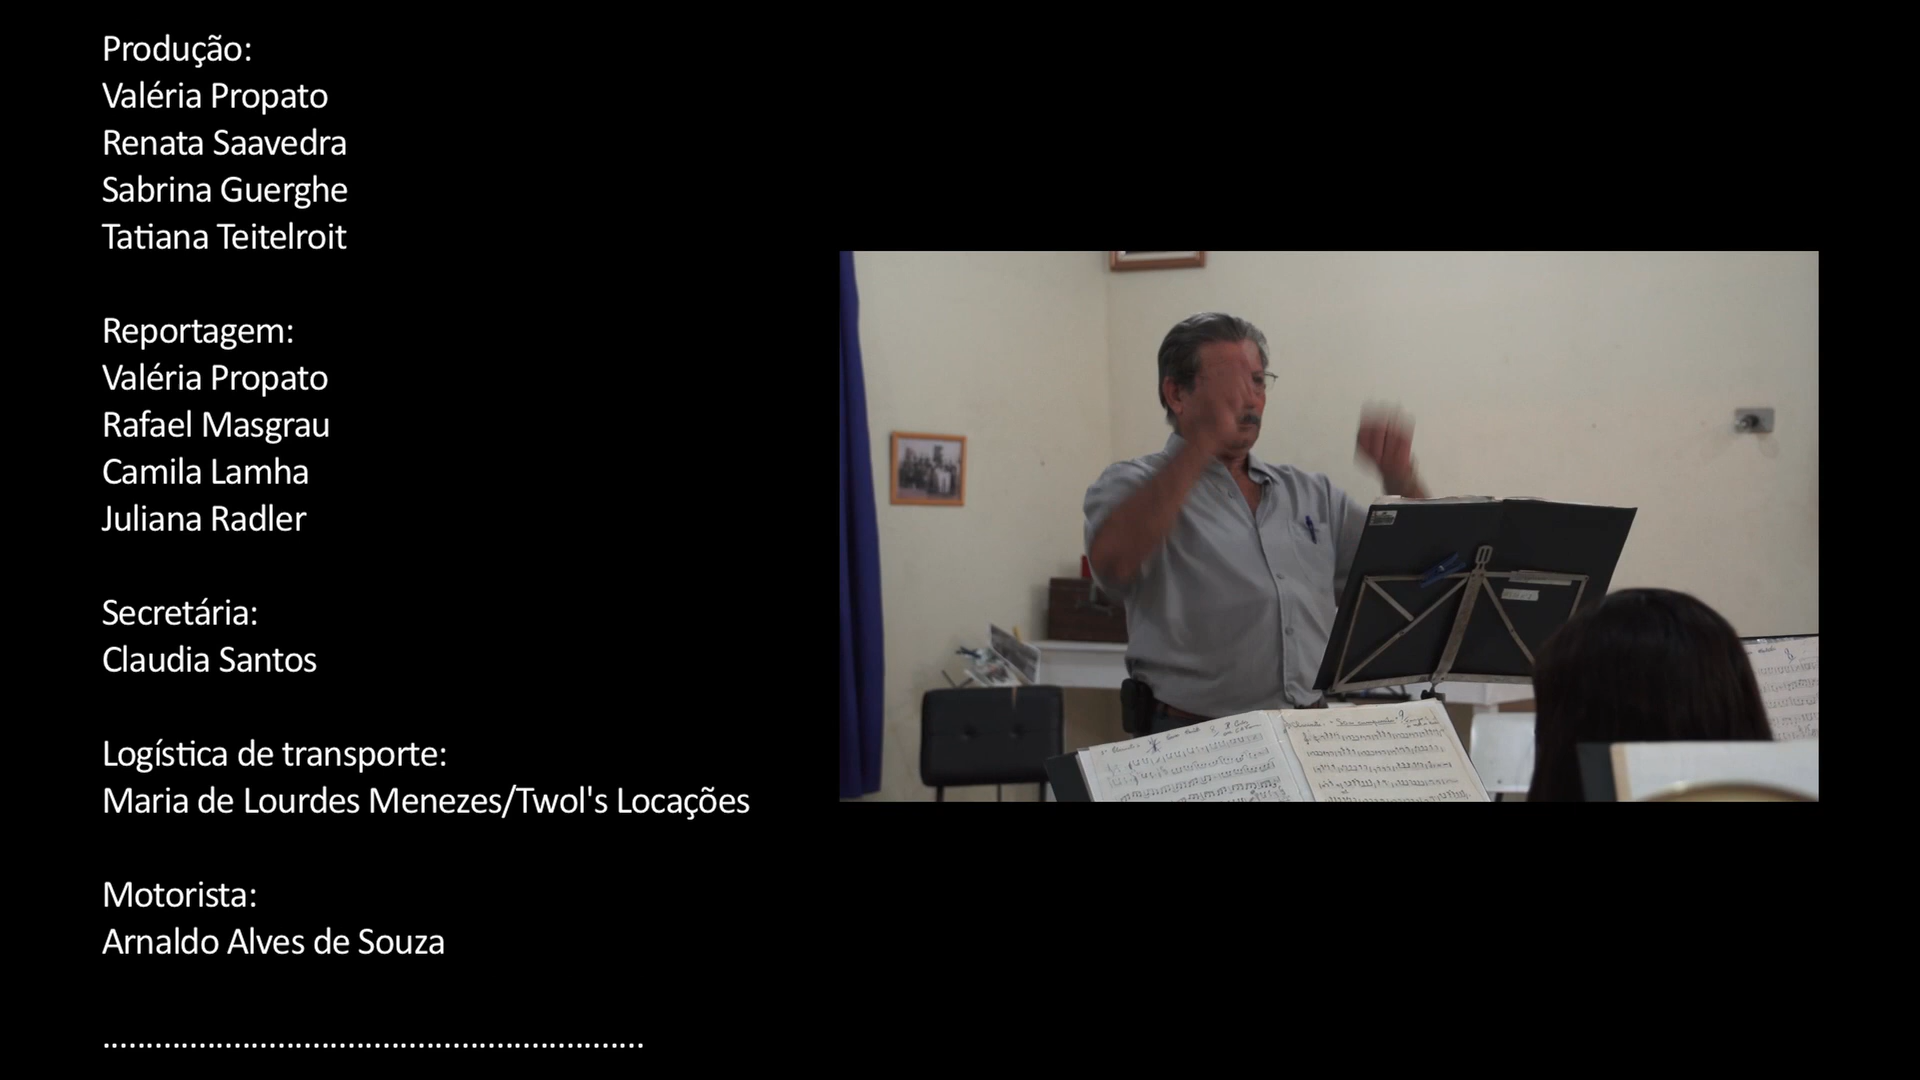 Produção:
Valéria Propato
Renata Saavedra
Sabrina Guerghe
Tatiana Teitelroit
Reportagem:
Valéria Propato
Rafael Masgrau
Camila Lamha
Juliana Radler
Secretária:
Claudia Santos
Logística de transporte:
Maria de Lourdes Menezes/Twol's Locações
Motorista:
Arnaldo Alves de Souza